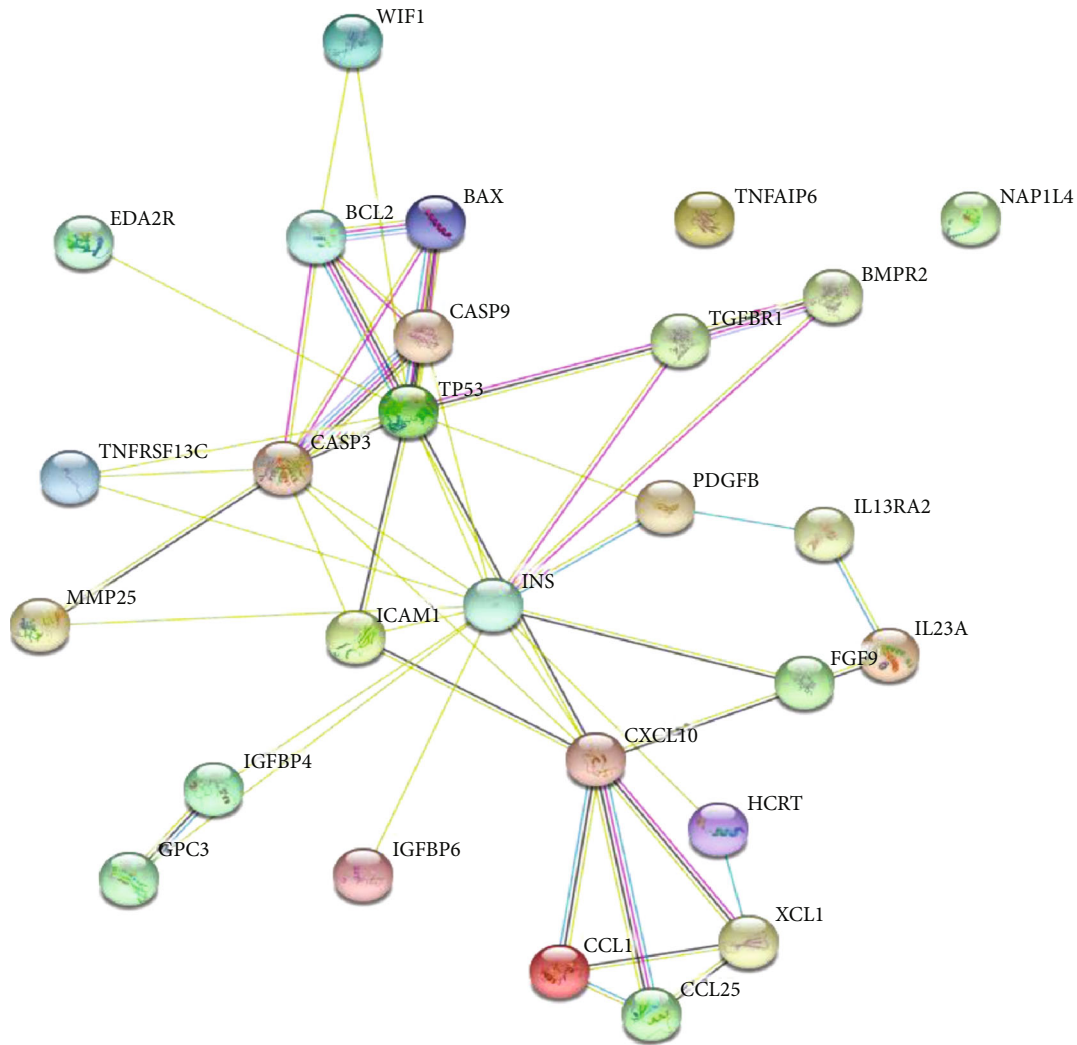 WIF1
BAX
BCL2
TNFAIP6
NAP1L4
EDA2R
BMPR2
CASP9
TGFBR1
TP53
CASP3
TNFRSF13C
PDGFB
IL13RA2
INS
MMP25
ICAM1
IL23A
FGF9
CXCL10
IGFBP4
HCRT
GPC3
IGFBP6
XCL1
CCL1
CCL25